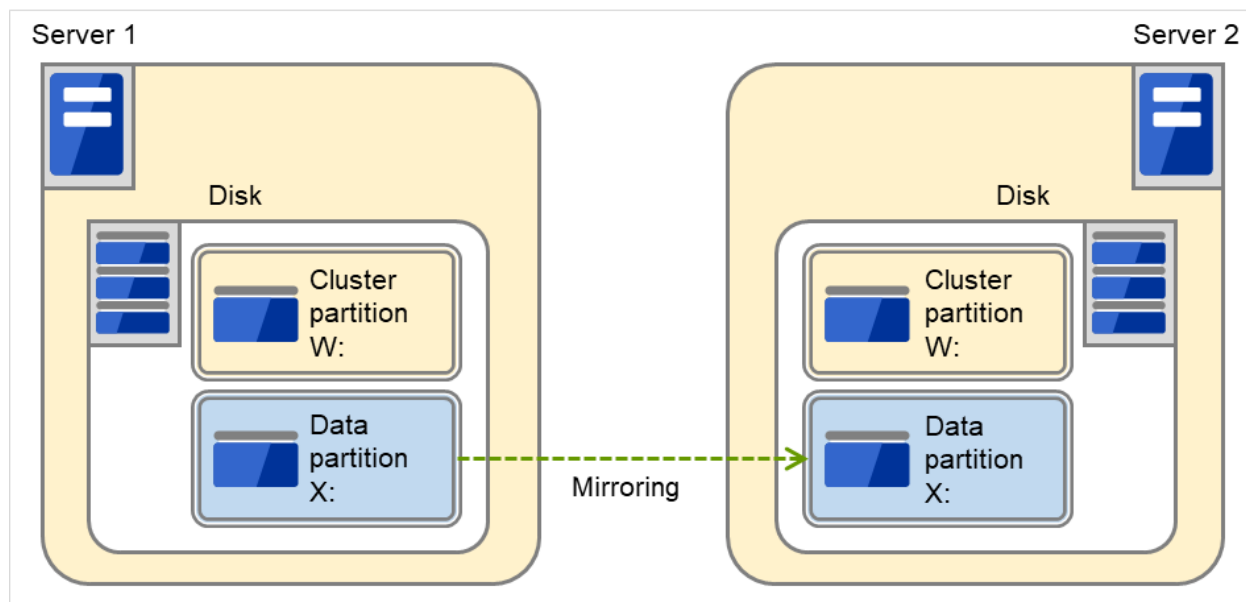 Server 1
Server 2
Disk
Disk
Cluster
partition
W:
Cluster
partition
W:
Data
partition
X:
Mirroring
Data
partition
X: